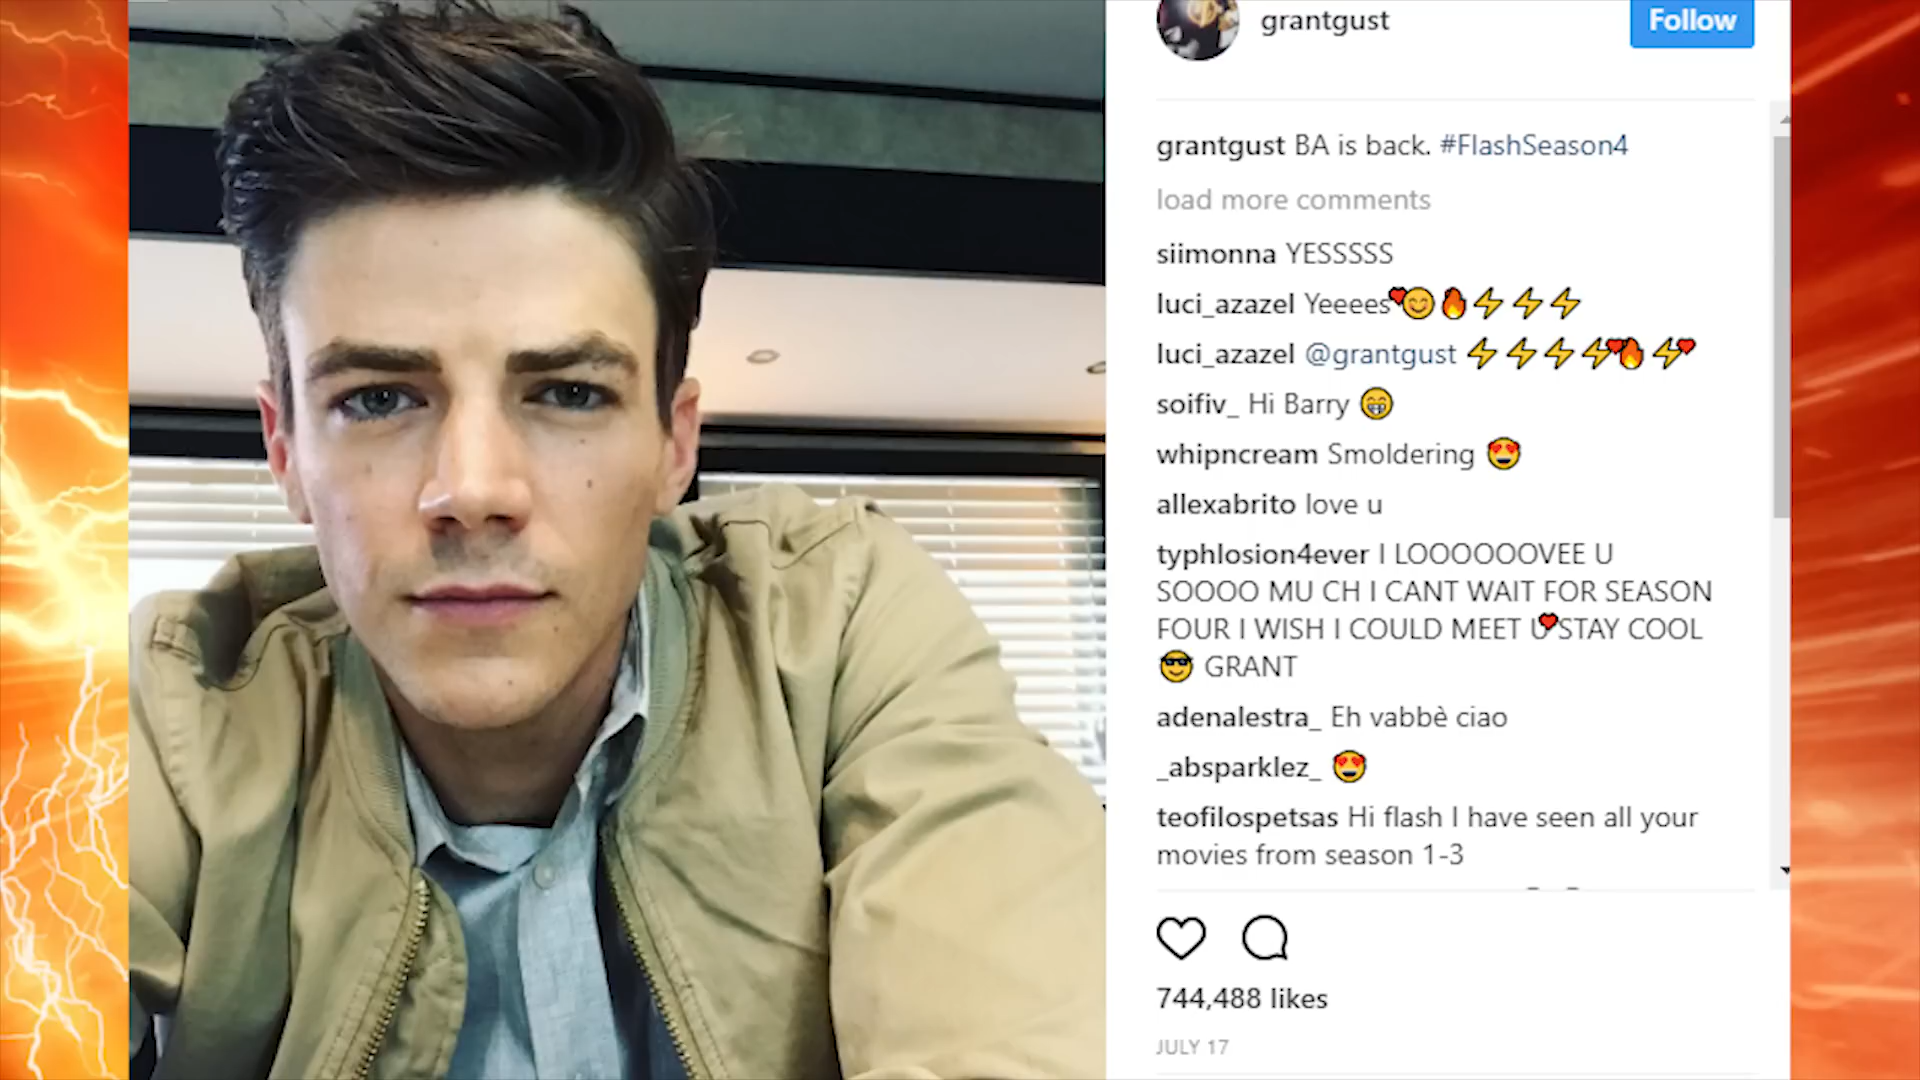 grantgust
Follow
grantgust BA is back. #FlashSeason4
load more comments
siimonna YESSSSS
luci_azazel Yeeees❤😊🔥⚡⚡⚡
luci_azazel @grantgust ⚡⚡⚡⚡❤🔥⚡❤
soifiv_ Hi Barry 😁
whipncream Smoldering 😍
allexabrito love u
typhlosion4ever I LOOOOOOVEE U
SOOOO MU CH I CANT WAIT FOR SEASON
FOUR I WISH I COULD MEET U❤STAY COOL
😎 GRANT
adenalestra_ Eh vabbè ciao
_absparklez_ 😍
teofilospetsas Hi flash I have seen all your
movies from season 1-3
744,488 likes
JULY 17